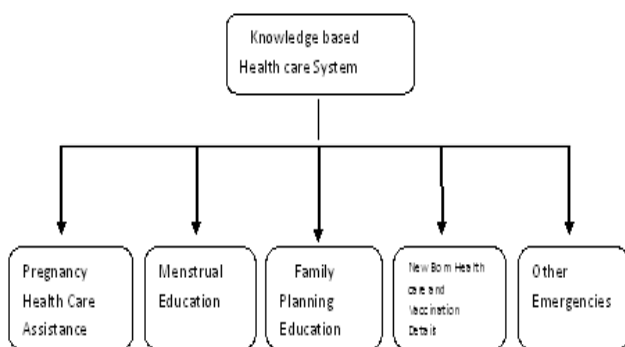 Knowledge based
Health care System
Pregnancy
Health Care
Assistance
Menstrual
Education
Family
Planning
Education
New Born Health
care and
Vaccination
Details
Other
Emergencies